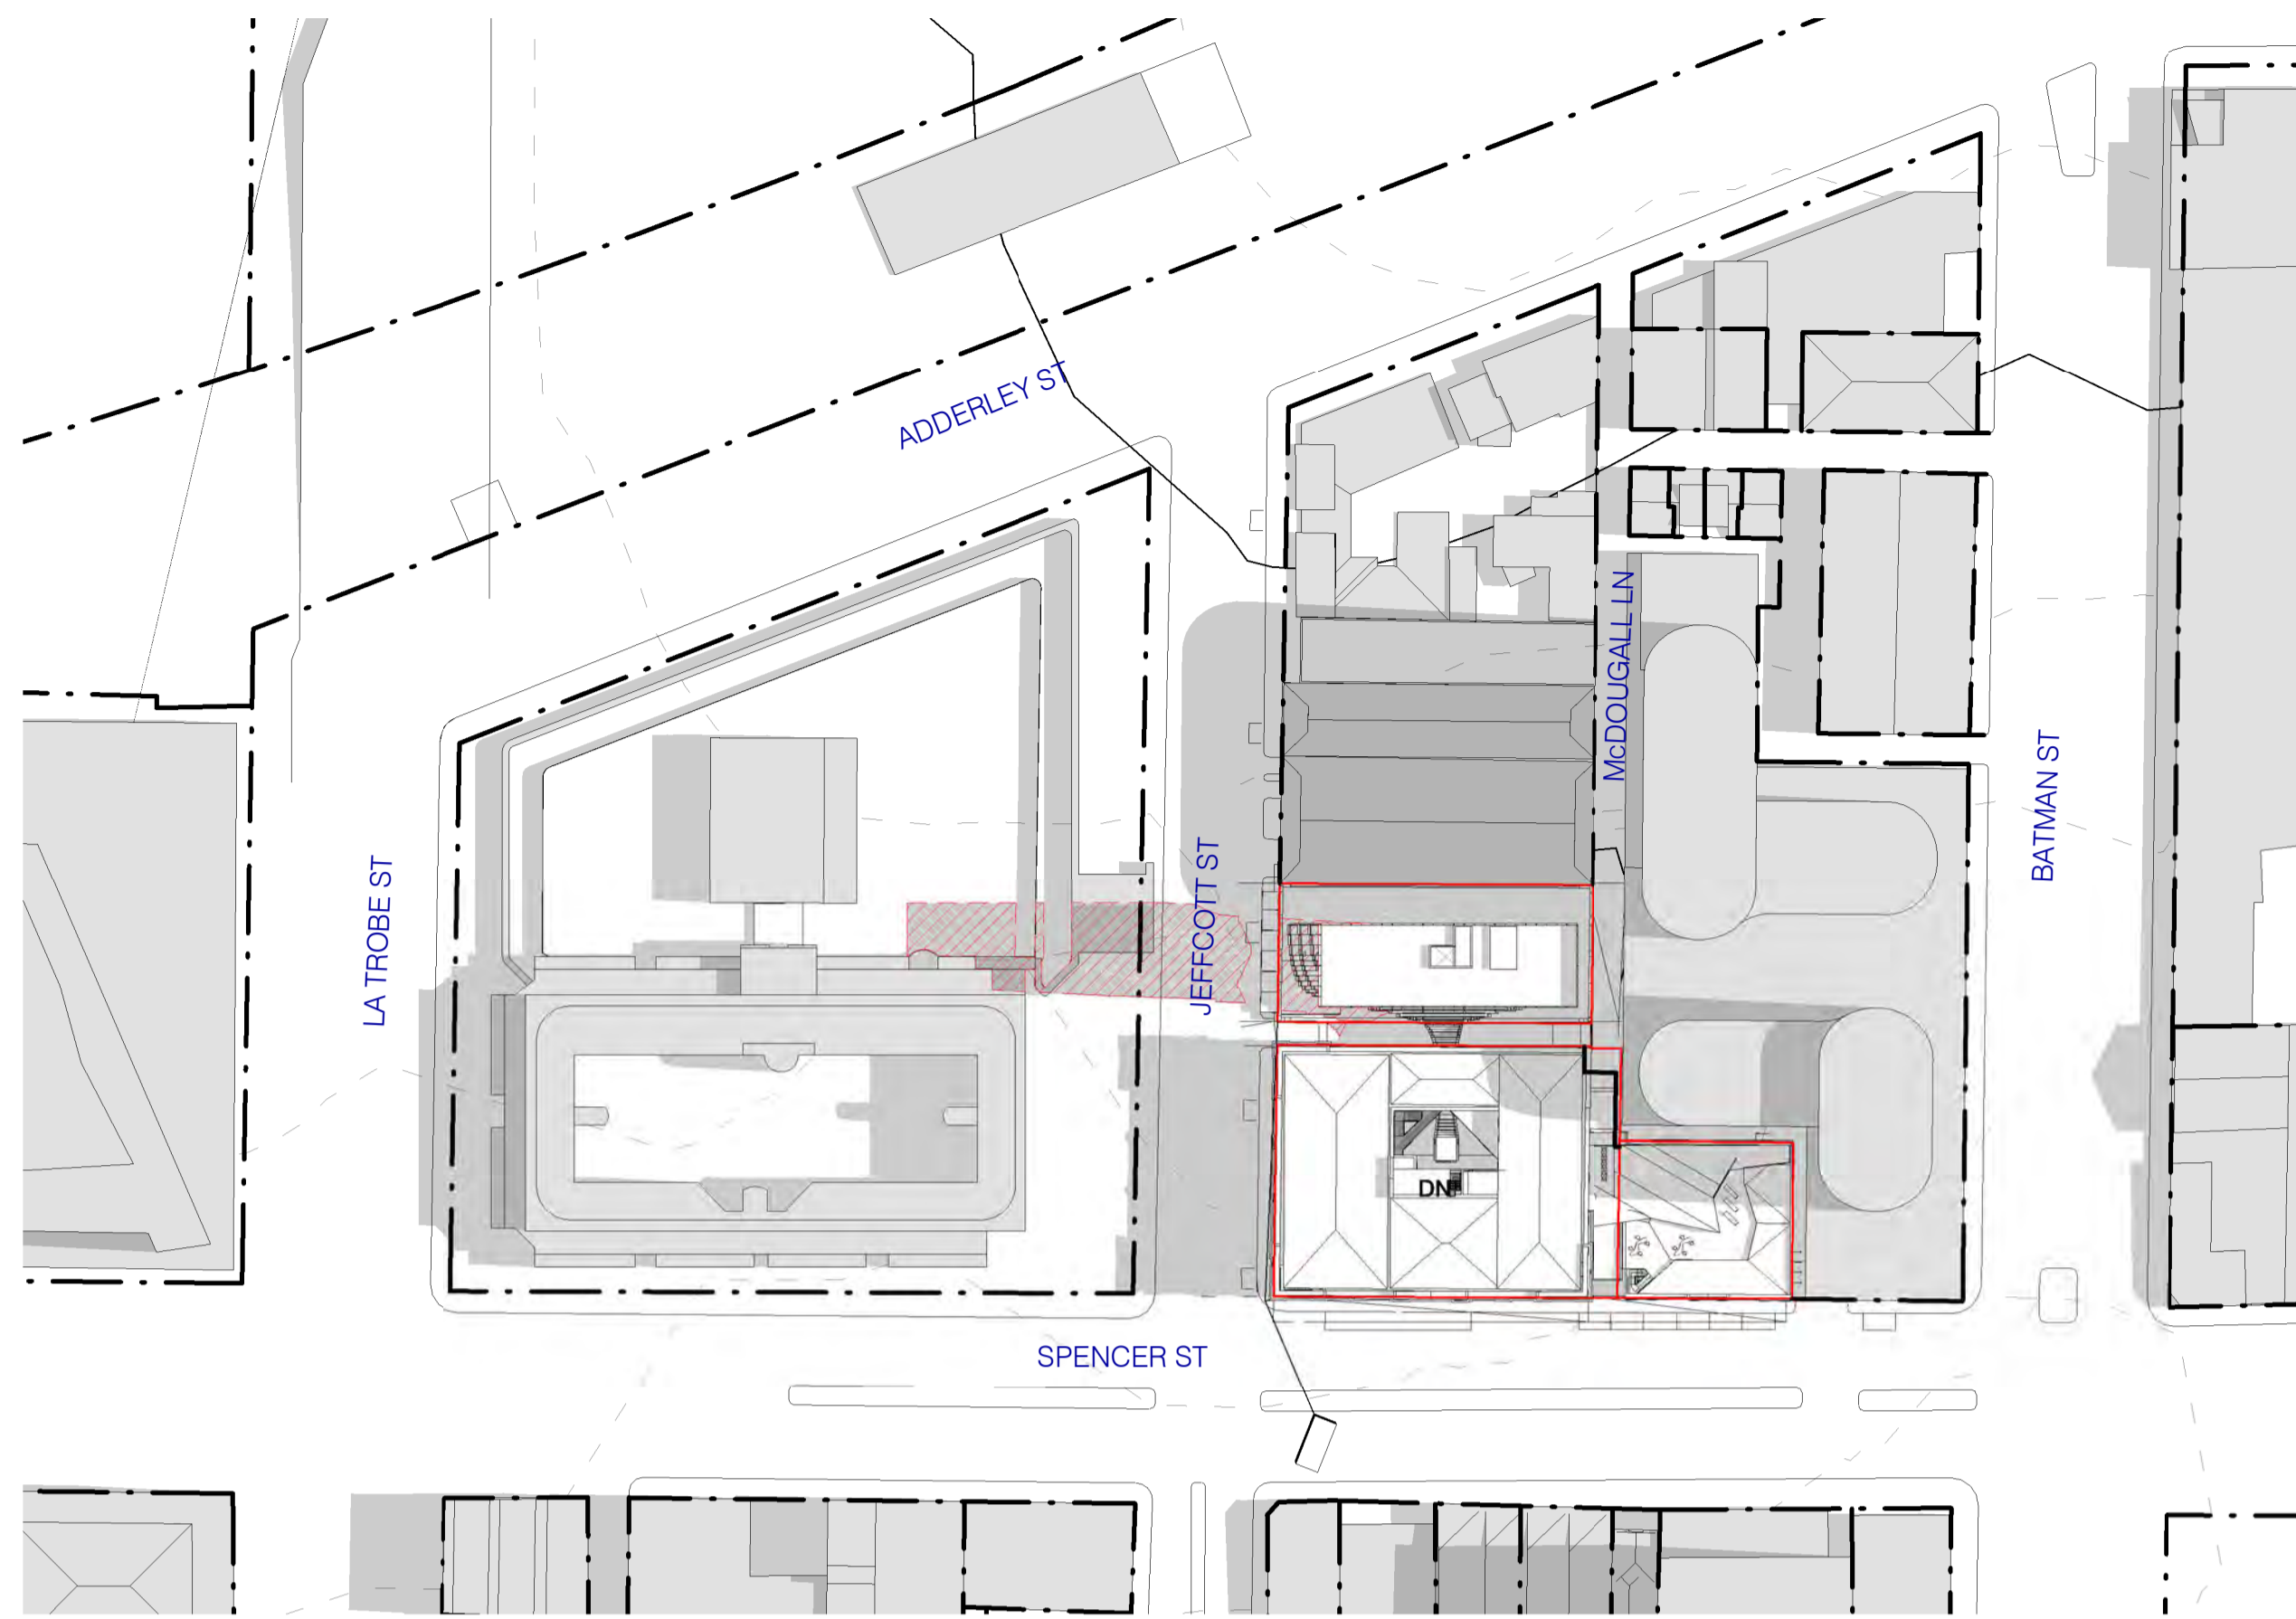 ADDERLEY ST
McDOUGALL LN
BATMAN ST
JEFFCOTT ST
LA TROBE ST
DN
SPENCER ST